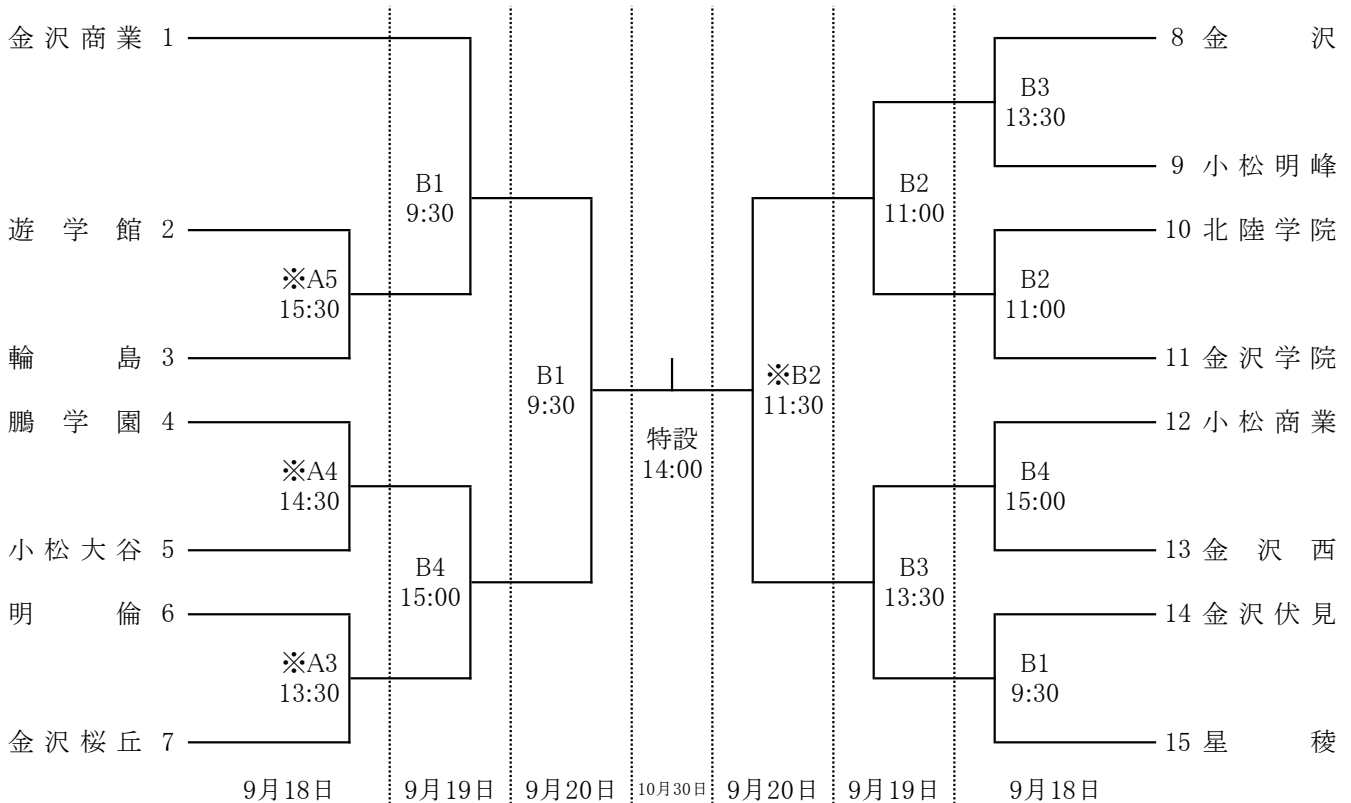 金沢商業 1
遊学館 2
輪島 3
鵬学園 4
小松大谷 5
明倫 6
金沢桜丘 7
※A5
15:30
※A4
14:30
※A3
13:30
B1
9:30
B4
15:00
B1
9:30
特設
14:00
※B2
11:30
B2
11:00
B3
13:30
B3
13:30
B2
11:00
B4
15:00
B1
9:30
8 金沢
9 小松明峰
10 北陸学院
11 金沢学院
12 小松商業
13 金沢西
14 金沢伏見
15 星稜
9月18日 9月19日 9月20日 10月30日 9月20日 9月19日 9月18日